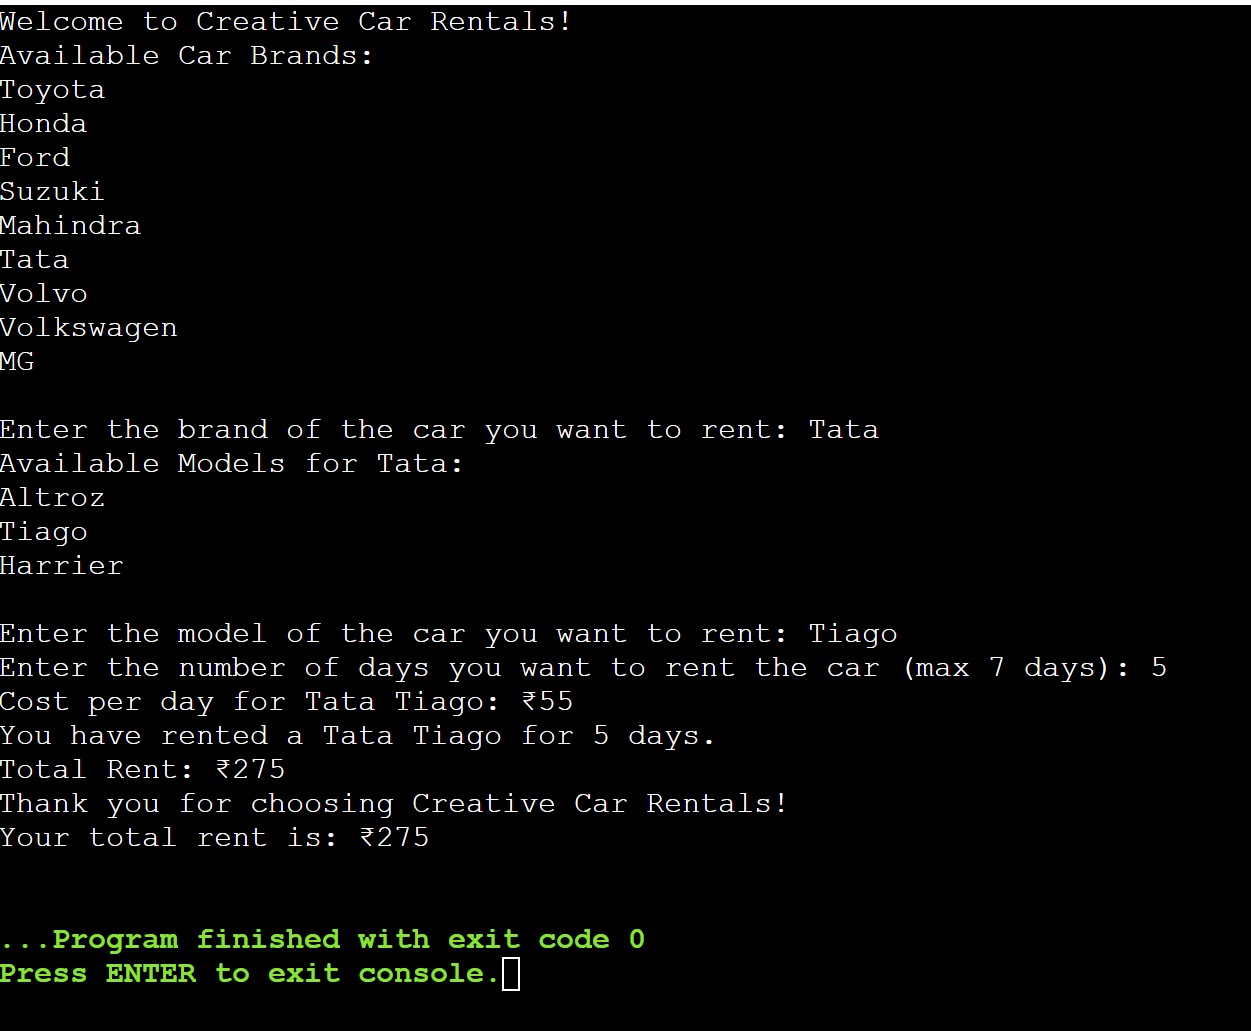 Welcome to Creative Car Rentals!
Available Car Brands:
Toyota
Honda
Ford
Suzuki
Mahindra
Tata
Volvo
Volkswagen
MG
Enter the brand of the car you want to rent: Tata
Available Models for Tata:
Altroz
Tiago
Harrier
Enter the model of the car you want to rent: Tiago
Enter the number of days you want to rent the car (max 7 days): 5
Cost per day for Tata Tiago: ₹55
You have rented a Tata Tiago for 5 days.
Total Rent: ₹275
Thank you for choosing Creative Car Rentals!
Your total rent is: ₹275
...Program finished with exit code 0
Press ENTER to exit console.